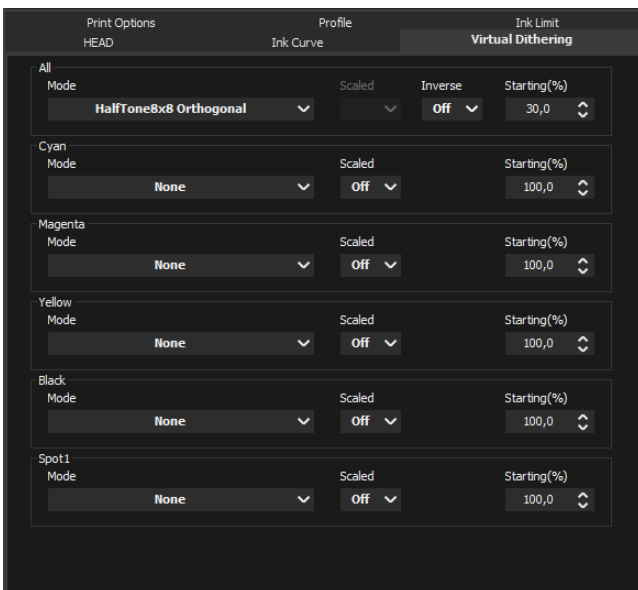 Print Options Profile Ink Limit
HEAD Ink Curve Virtual Dithering
All
Mode Scaled Inverse Starting(%)
HalfTone8x8 Orthogonal Off 30,0
Cyan
Mode Scaled Starting(%)
None Off 100,0
Magenta
Mode Scaled Starting(%)
None Off 100,0
Yellow
Mode Scaled Starting(%)
None Off 100,0
Black
Mode Scaled Starting(%)
None Off 100,0
Spot1
Mode Scaled Starting(%)
None Off 100,0